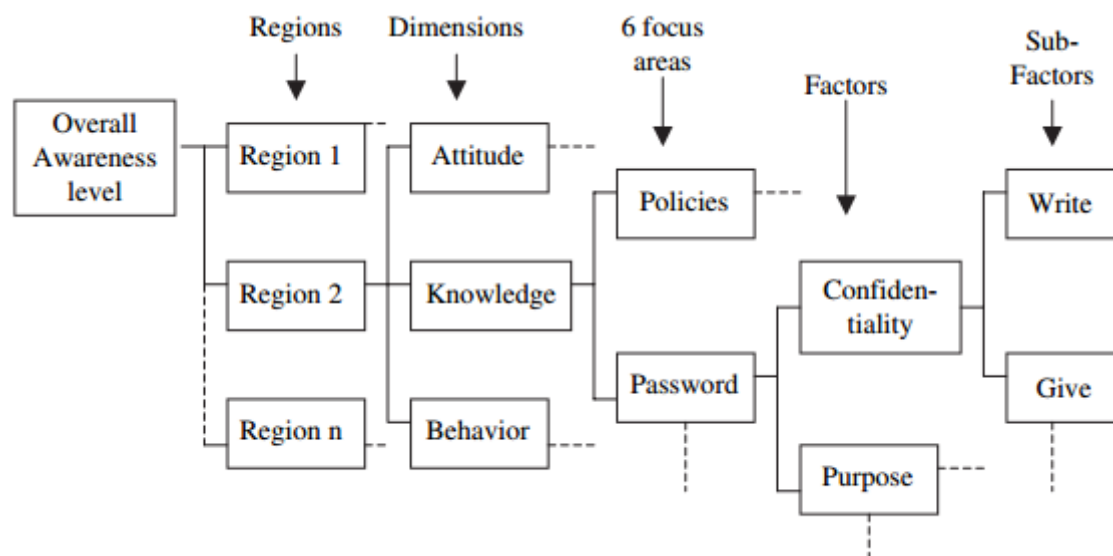 Regions
Dimensions
6 focus
areas
Factors
Sub-
Factors
Overall
Awareness
level
Region 1
Region 2
Region n
Attitude
Knowledge
Behavior
Policies
Password
Confiden-
tiality
Purpose
Write
Give